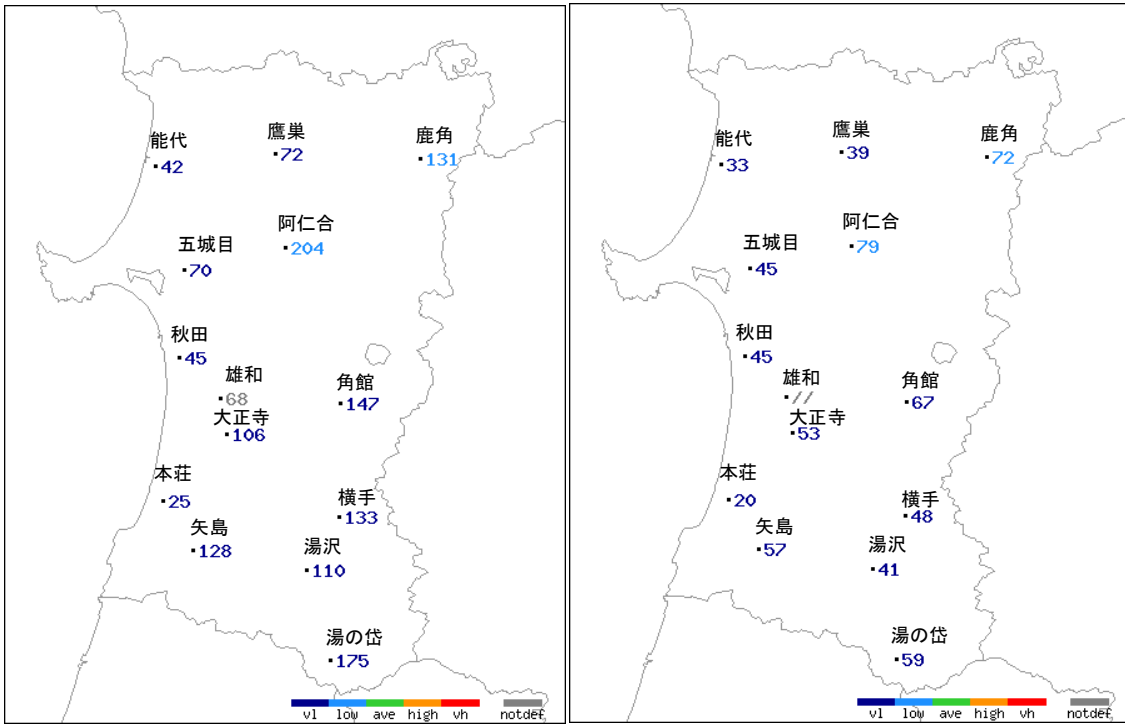 能代
42
鷹巣
72
鹿角
131
阿仁合
204
五城目
70
秋田
45
雄和
68
角館
147
大正寺
106
本荘
25
横手
133
矢島
128
湯沢
110
湯の岱
175
vl low ave high vh notdef
能代
33
鷹巣
39
鹿角
72
阿仁合
79
五城目
45
秋田
45
雄和
//
角館
67
大正寺
53
本荘
20
横手
48
矢島
57
湯沢
41
湯の岱
59
vl low ave high vh notdef